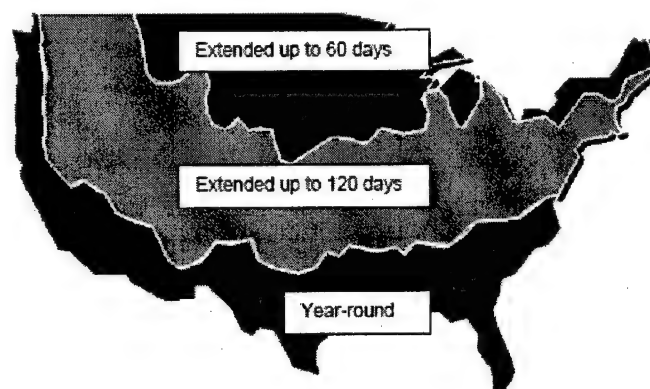 Extended up to 60 days
Extended up to 120 days
Year-round